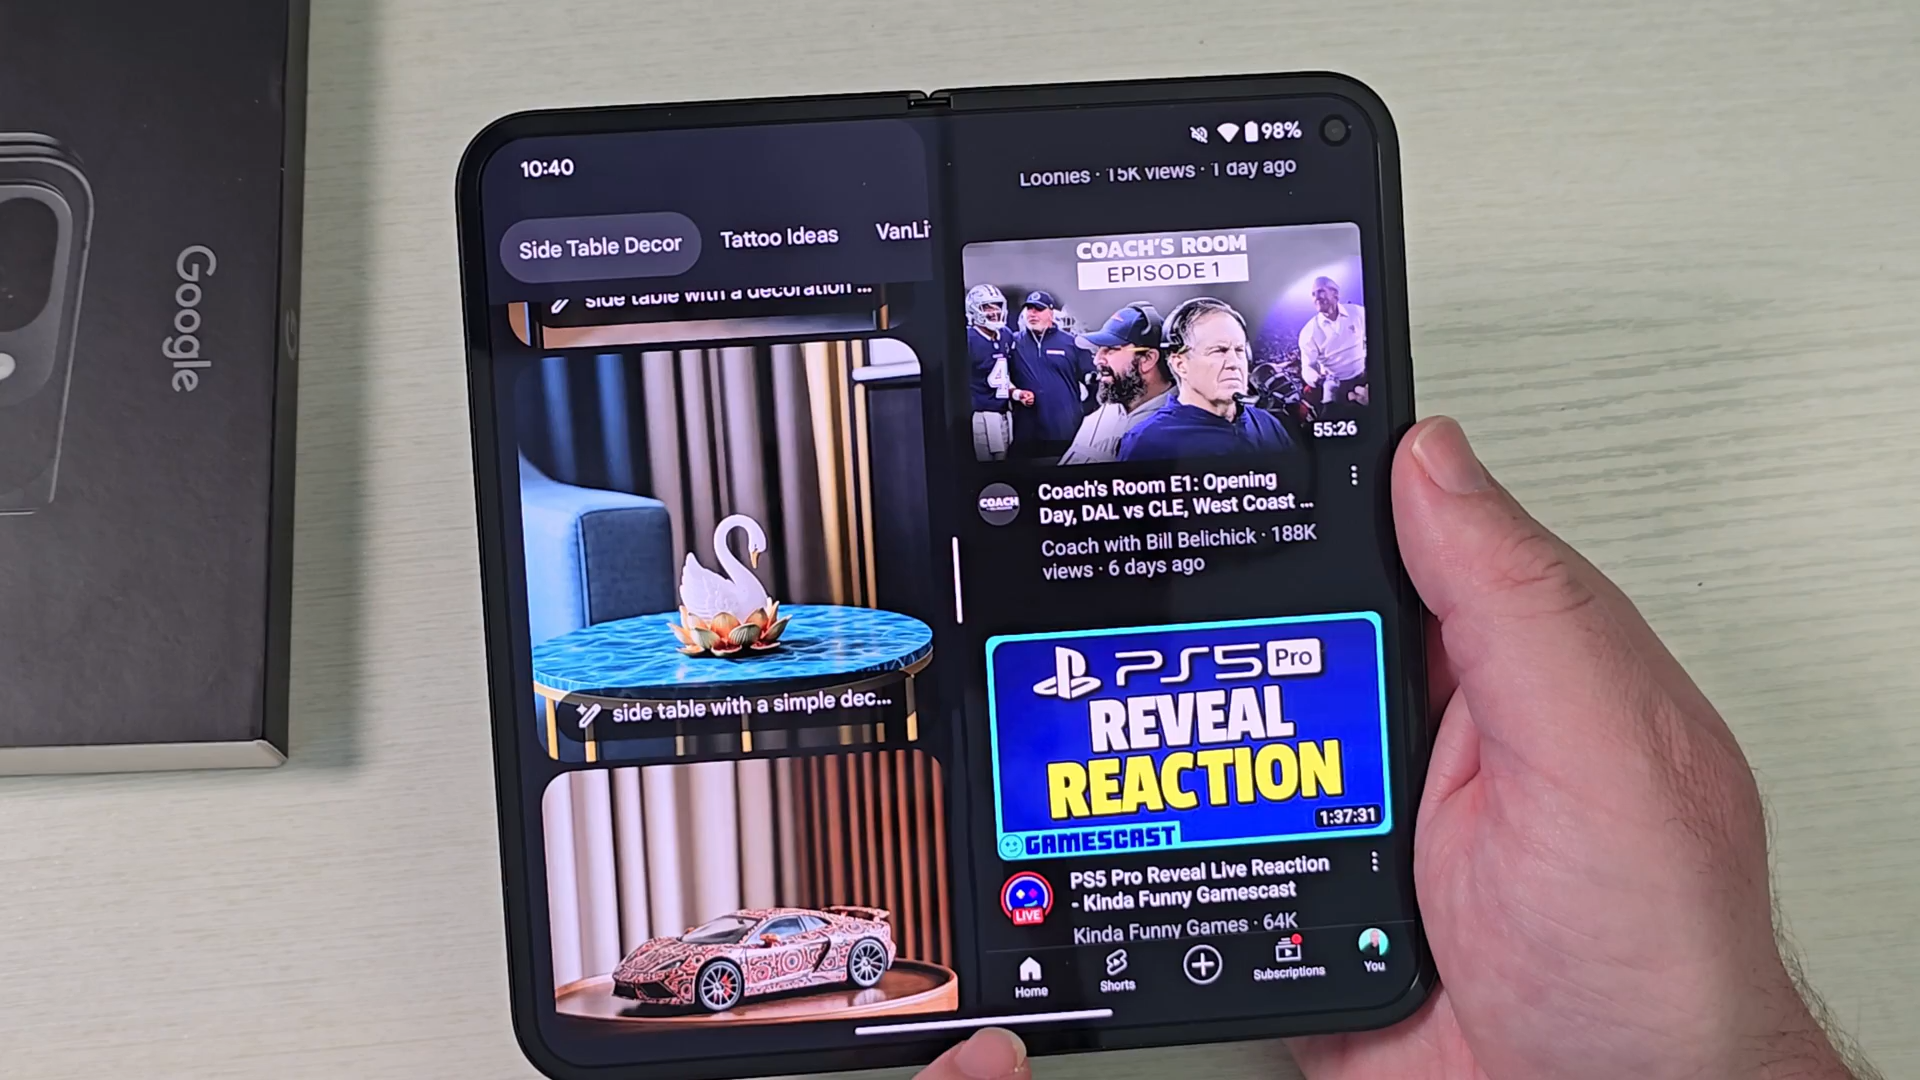 Google
10:40
98%
Side Table Decor
Tattoo Ideas
VanLi
side table with a decoration ...
side table with a simple dec...
Loonies · 15K views · 1 day ago
COACH'S ROOM
EPISODE 1
4
55:26
COACH
Coach's Room E1: Opening
Day, DAL vs CLE, West Coast ...
Coach with Bill Belichick · 188K
views · 6 days ago
PS5 Pro
REVEAL
REACTION
1:37:31
GAMESCAST
LIVE
PS5 Pro Reveal Live Reaction
- Kinda Funny Gamescast
Kinda Funny Games · 64K
Home
Shorts
Subscriptions
You